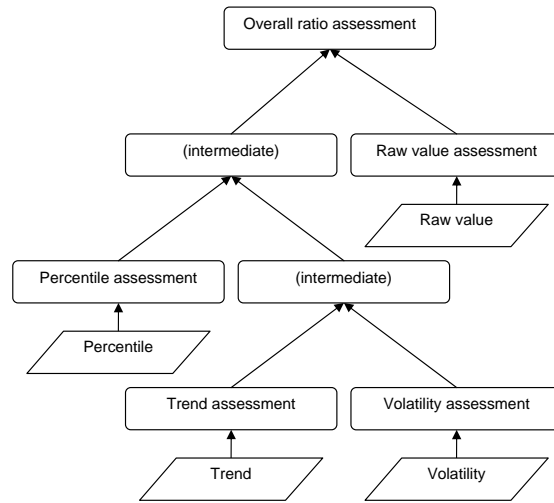 Overall ratio assessment
(intermediate)
Raw value assessment
Raw value
Percentile assessment
(intermediate)
Percentile
Trend assessment
Volatility assessment
Trend
Volatility